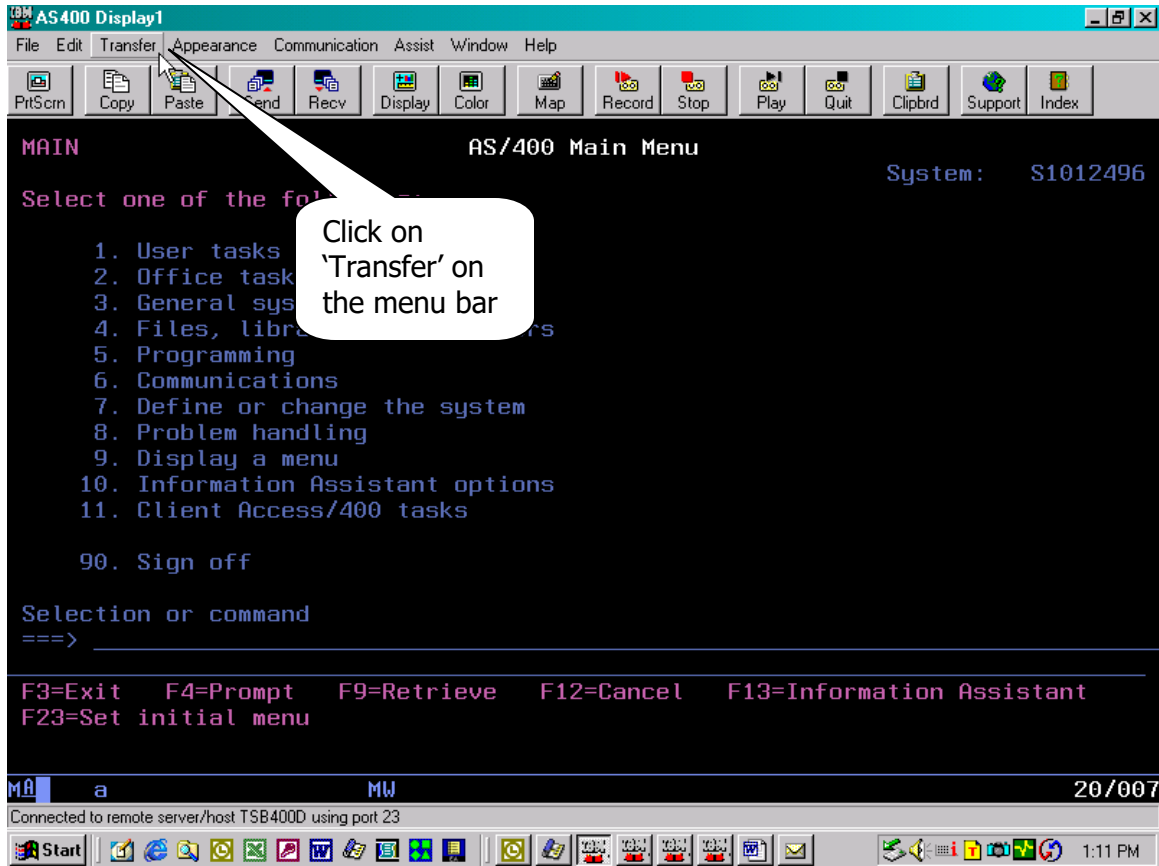 AS400 Display1
File Edit Transfer Appearance Communication Assist Window Help
PrtScrn Copy Paste Send Recv Display Color Map Record Stop Play Quit Clipbrd Support Index
MAIN AS/400 Main Menu
System: S1012496
Select one of the
Click on
‘Transfer’ on
the menu bar
1. User tasks
2. Office task
3. General sys
4. Files, libr rs
5. Programming
6. Communications
7. Define or change the system
8. Problem handling
9. Display a menu
10. Information Assistant options
11. Client Access/400 tasks
90. Sign off
Selection or command
===>
F3=Exit F4=Prompt F9=Retrieve F12=Cancel F13=Information Assistant
F23=Set initial menu
MA a MW 20/007
Connected to remote server/host TSB400D using port 23
Start 1:11 PM